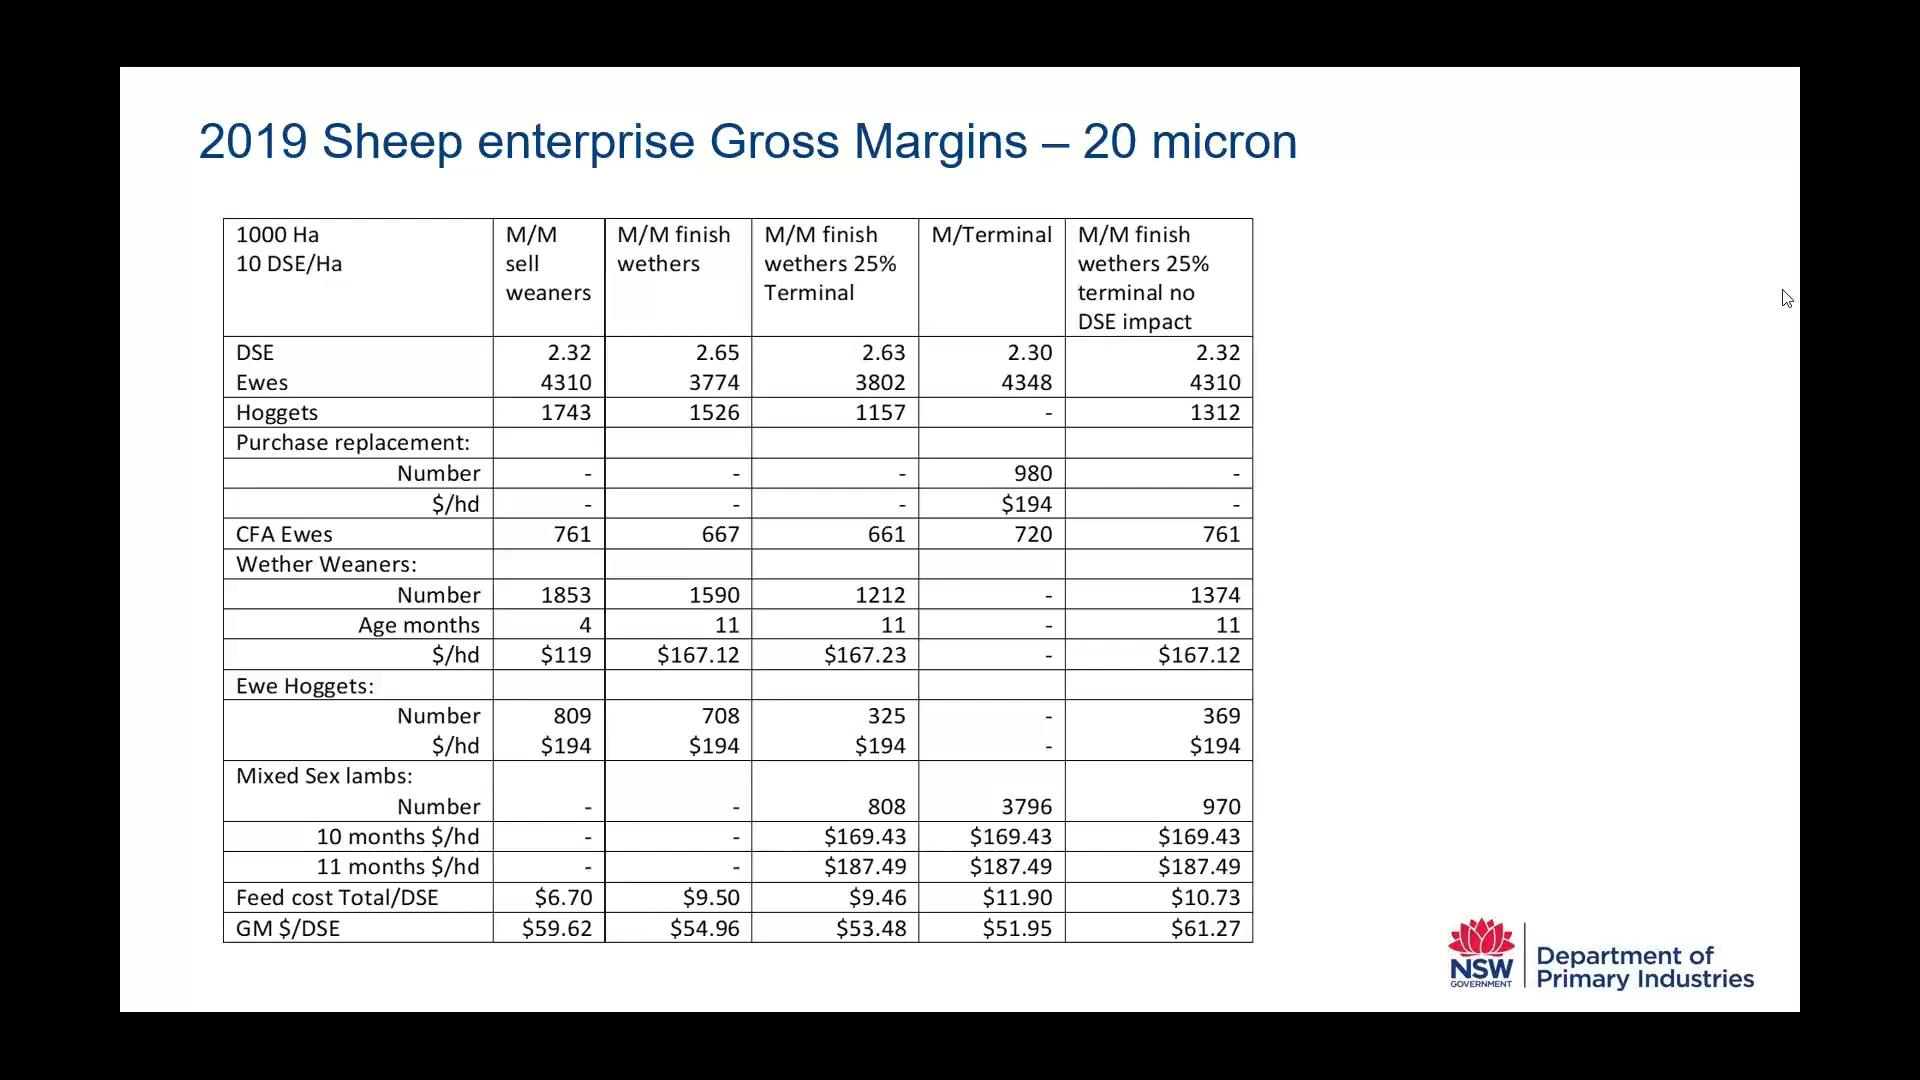 2019 Sheep enterprise Gross Margins – 20 micron
1000 Ha
10 DSE/Ha
M/M
sell
weaners
M/M finish
wethers
M/M finish
wethers 25%
Terminal
M/Terminal
M/M finish
wethers 25%
terminal no
DSE impact
DSE 2.32 2.65 2.63 2.30 2.32
Ewes 4310 3774 3802 4348 4310
Hoggets 1743 1526 1157 - 1312
Purchase replacement:
Number - - - 980 -
$/hd - - - $194 -
CFA Ewes 761 667 661 720 761
Wether Weaners:
Number 1853 1590 1212 - 1374
Age months 4 11 11 - 11
$/hd $119 $167.12 $167.23 - $167.12
Ewe Hoggets:
Number 809 708 325 - 369
$/hd $194 $194 $194 - $194
Mixed Sex lambs:
Number - - 808 3796 970
10 months $/hd - - $169.43 $169.43 $169.43
11 months $/hd - - $187.49 $187.49 $187.49
Feed cost Total/DSE $6.70 $9.50 $9.46 $11.90 $10.73
GM $/DSE $59.62 $54.96 $53.48 $51.95 $61.27
NSW
GOVERNMENT
Department of
Primary Industries